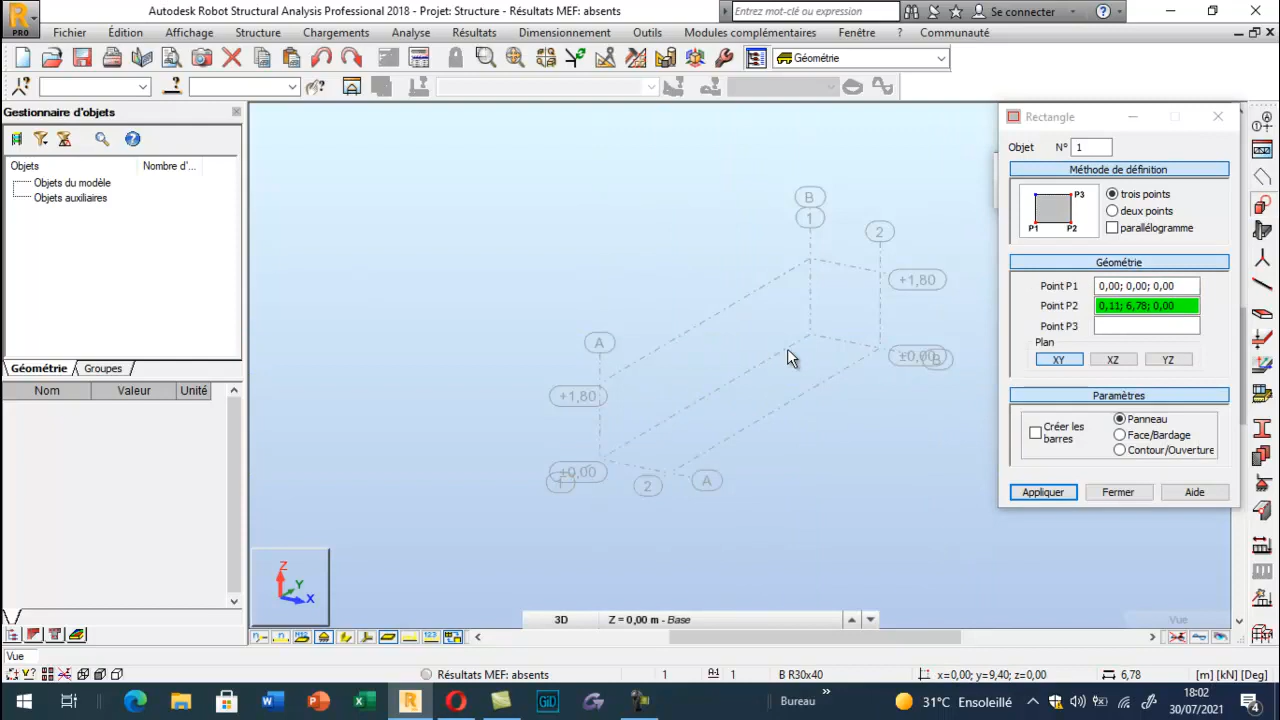 Autodesk Robot Structural Analysis Professional 2018 - Projet: Structure - Résultats MEF: absents
Entrez mot-clé ou expression
Se connecter
PRO
Fichier Édition Affichage Structure Chargements Analyse Résultats Dimensionnement Outils Modules complémentaires Fenêtre ? Communauté
Géométrie
Gestionnaire d'objets
Objets Nombre d'...
Objets du modèle
Objets auxiliaires
Géométrie Groupes
Nom Valeur Unité
B
1
2
+1,80
A
±0,00
B
+1,80
±0,00
1
2
A
Z
Y
X
3D Z = 0,00 m - Base
Vue
Rectangle
Objet N° 1
Méthode de définition
P3
P1 P2
trois points
deux points
parallélogramme
Géométrie
Point P1 0,00; 0,00; 0,00
Point P2 0,11; 6,78; 0,00
Point P3
Plan
XY XZ YZ
Paramètres
Créer les barres
Panneau
Face/Bardage
Contour/Ouverture
Appliquer Fermer Aide
Vue
Résultats MEF: absents 1 1 B R30x40 x=0,00; y=9,40; z=0,00 6,78 [m] [kN] [Deg]
Bureau
31°C Ensoleillé
18:02
30/07/2021
4